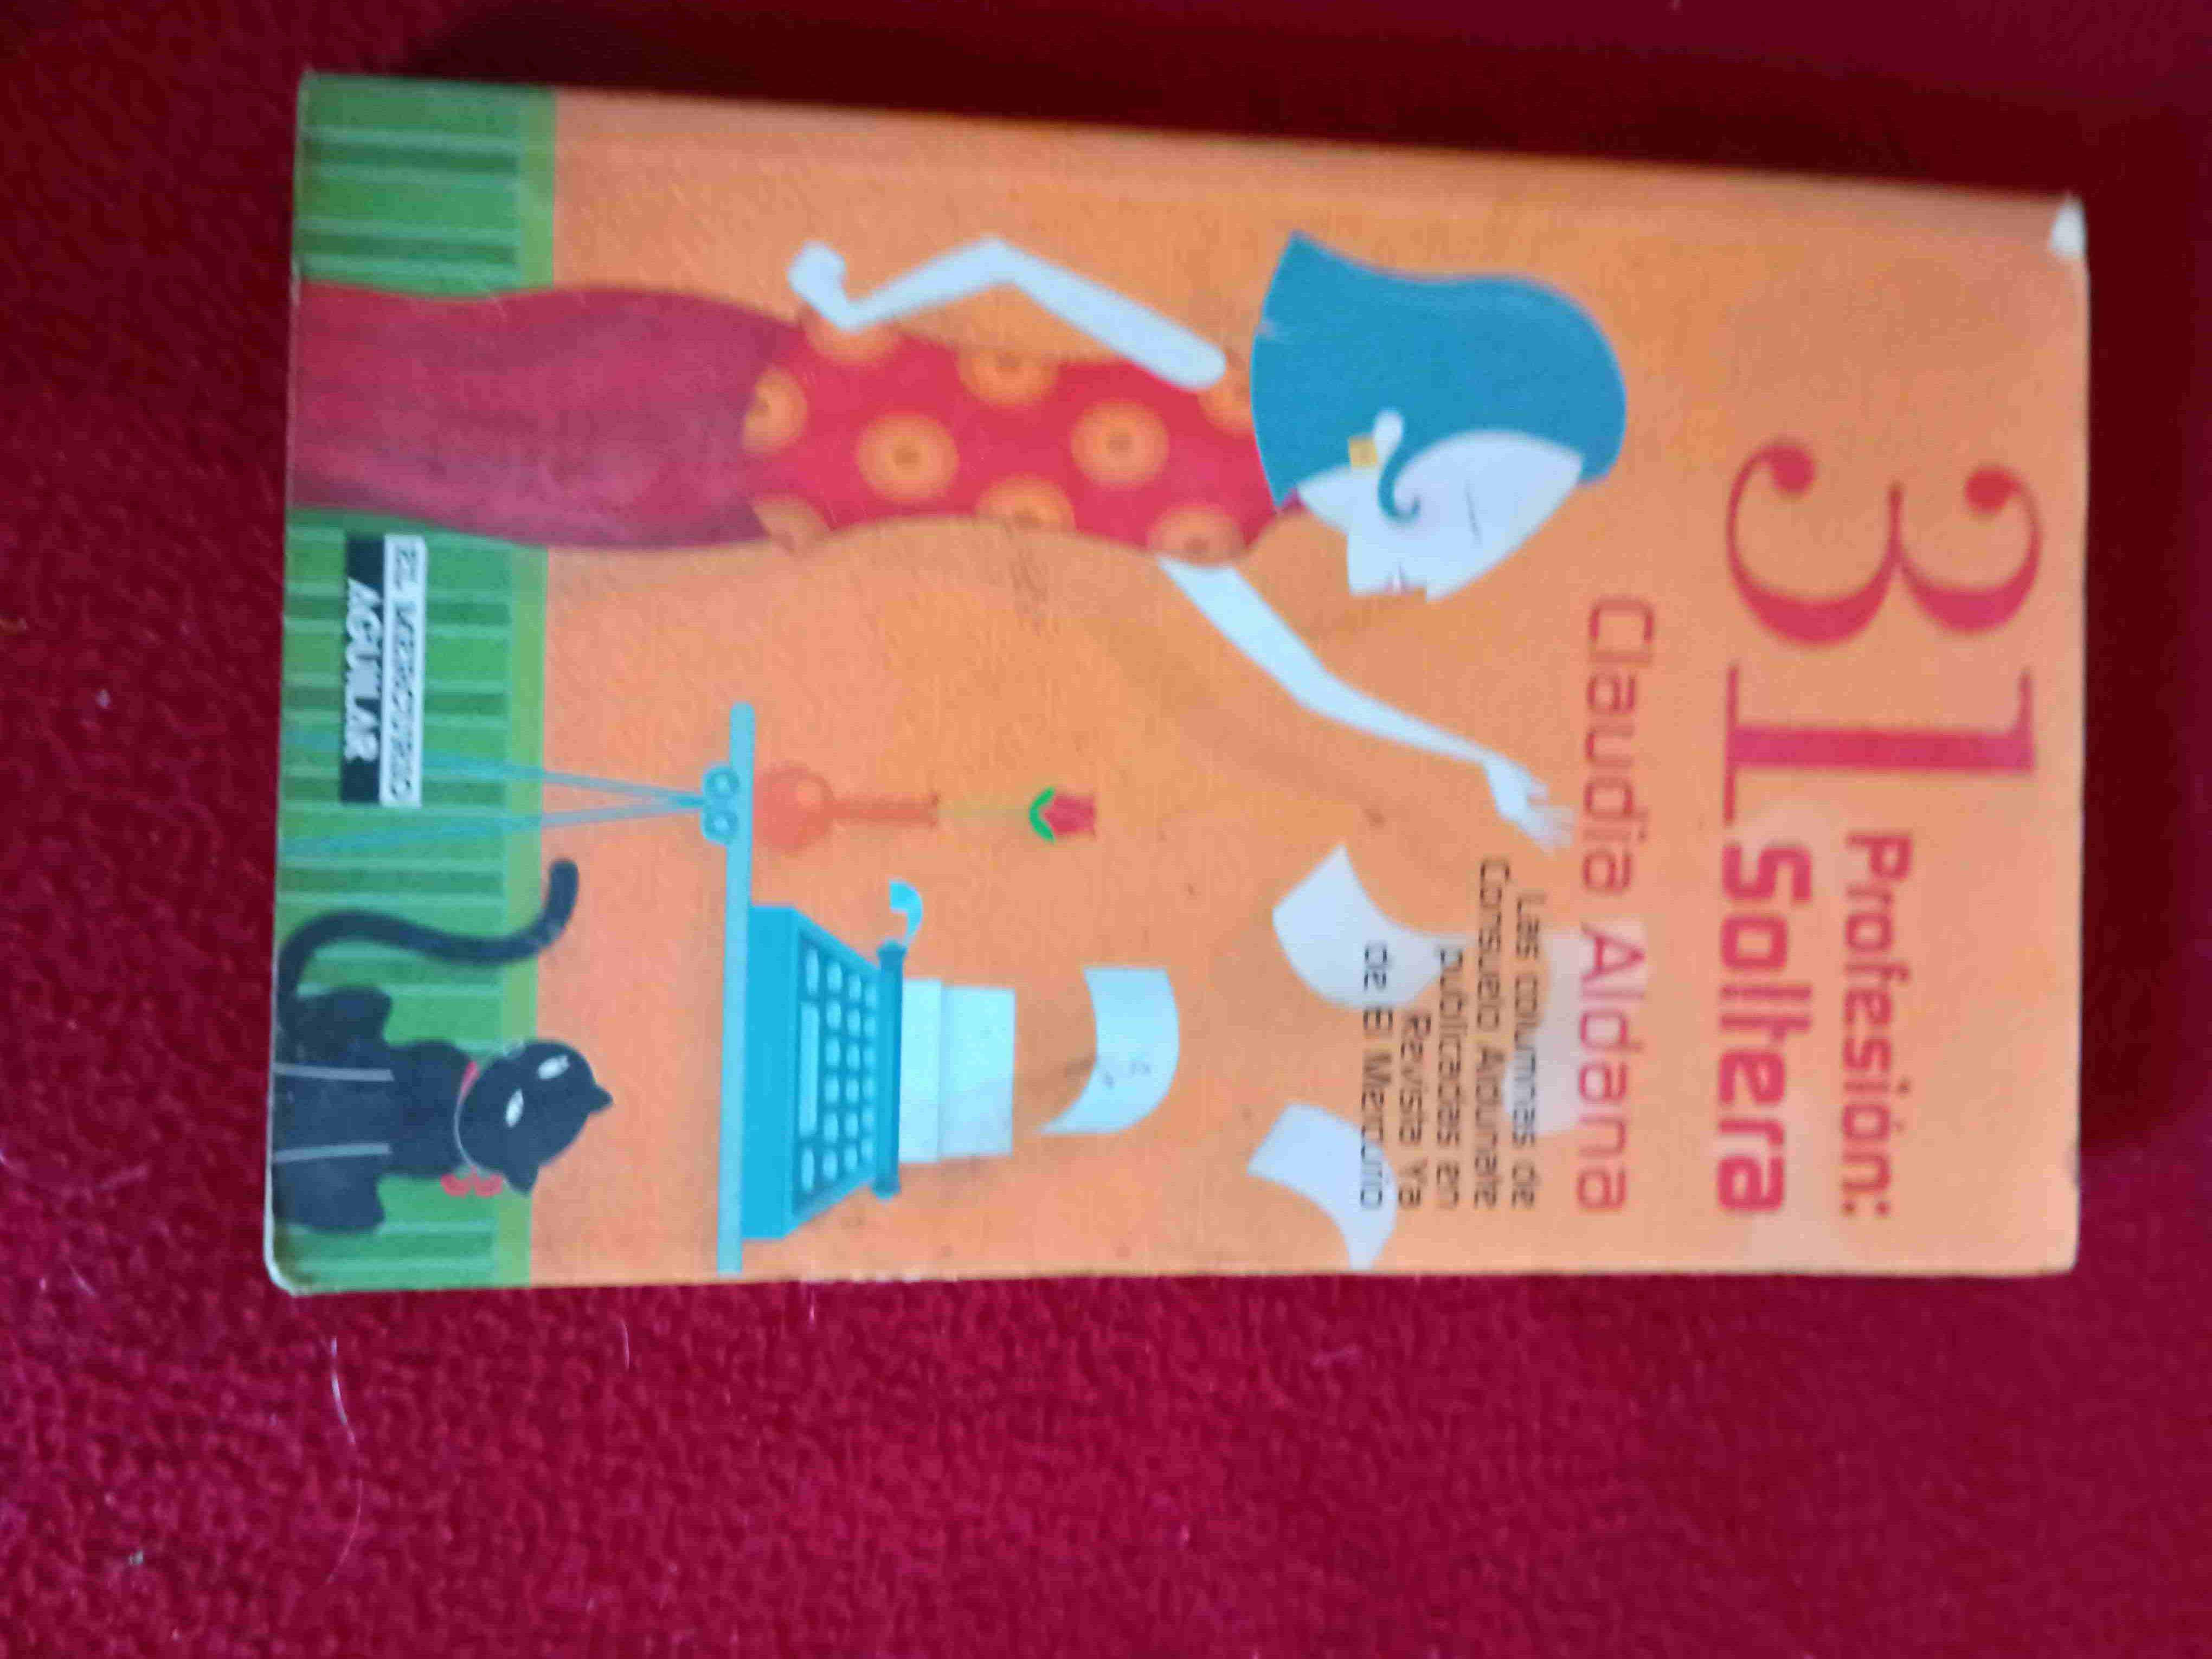 31 Profesión:
Soltera
Claudia Aldana
Las columnas de
Consuelo Aldunate
publicadas en
Revista Ya
de El Mercurio
EL MERCURIO
AGUILAR